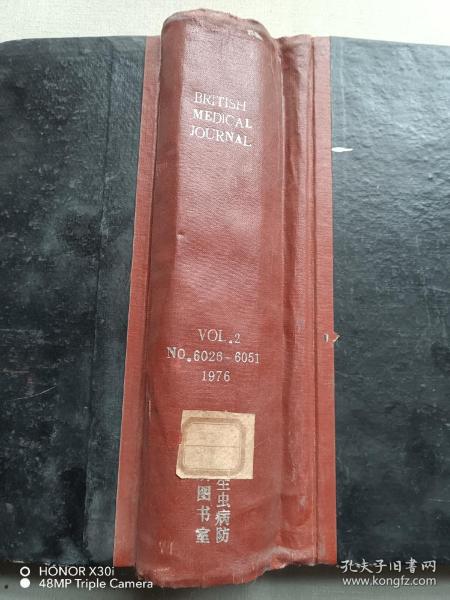 BRITISH
MEDICAL
JOURNAL
VOL.2
NO.6026-6051
1976
生虫病防
图书室
HONOR X30i
48MP Triple Camera
孔夫子旧书网
www.kongfz.com